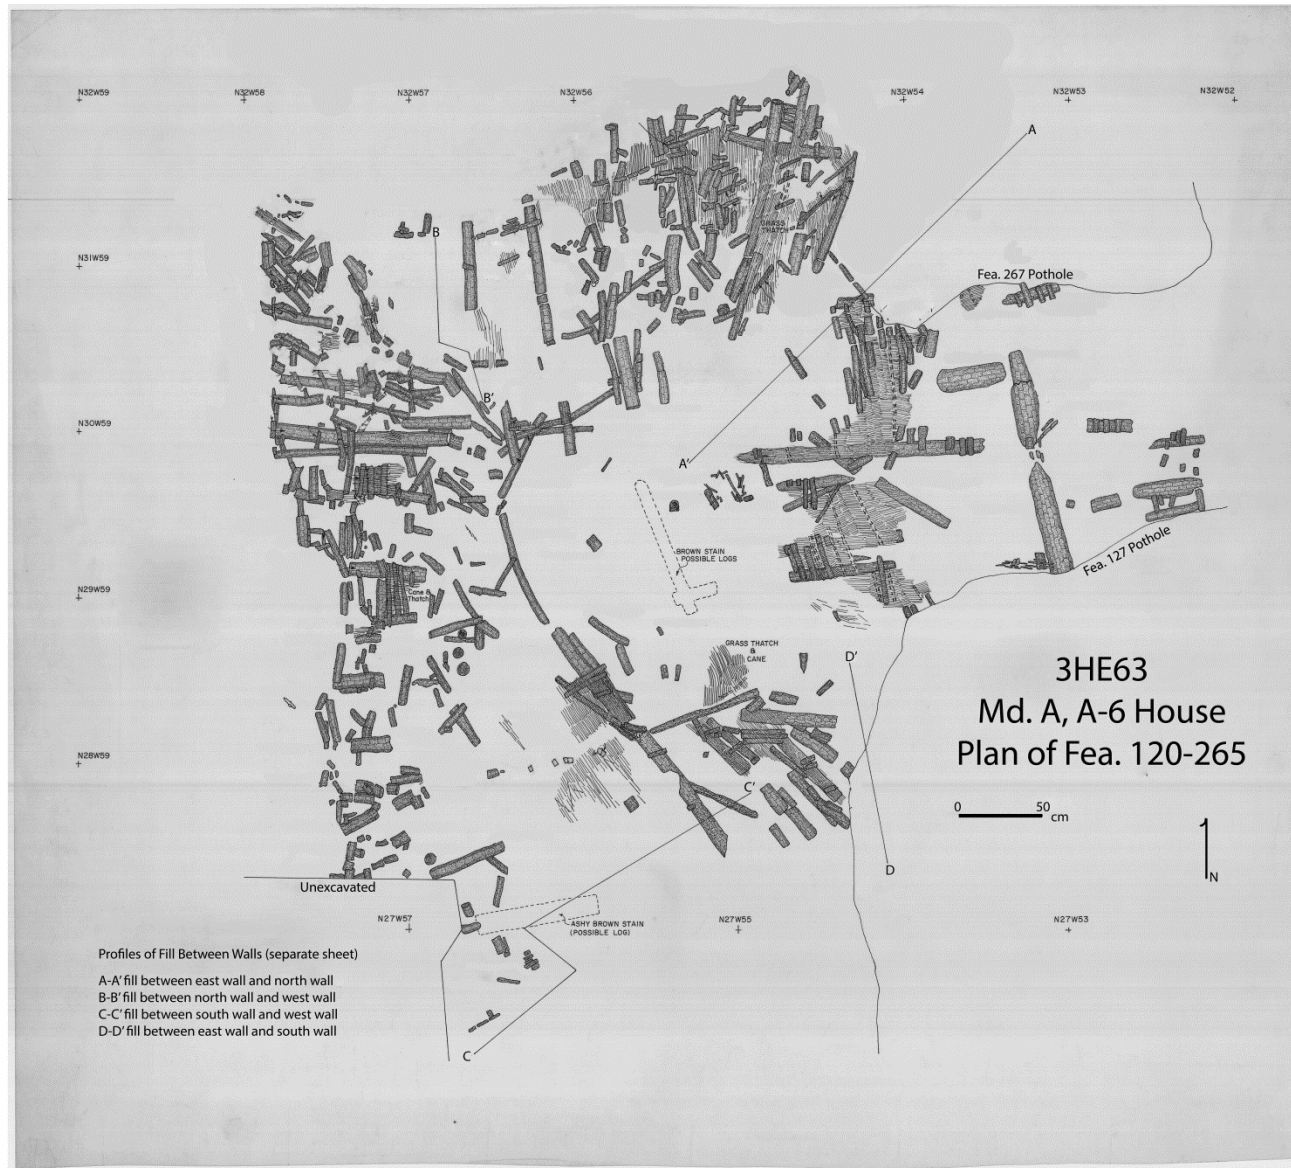 N32W59
N32W58
N32W57
N32W56
N32W54
N32W53
N32W52
A
B
N31W59
GRASS
THATCH
Fea. 267 Pothole
B'
N30W59
A'
BROWN STAIN
POSSIBLE LOGS
Fea. 127 Pothole
N29W59
Cane &
Thatch
GRASS THATCH
&
CANE
D'
3HE63
Md. A, A-6 House
Plan of Fea. 120-265
N28W59
C'
0 50
cm
D
N
Unexcavated
N27W57
ASHY BROWN STAIN
(POSSIBLE LOG)
N27W55
N27W53
Profiles of Fill Between Walls (separate sheet)
A-A' fill between east wall and north wall
B-B' fill between north wall and west wall
C-C' fill between south wall and west wall
D-D' fill between east wall and south wall
C